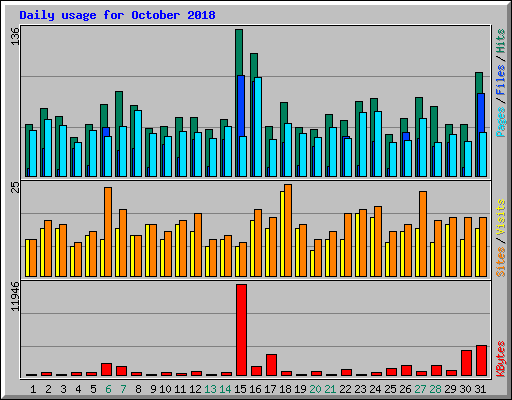 Daily usage for October 2018
136
Pages / Files / Hits
25
Sites / Visits
11946
KBytes
1 2 3 4 5 6 7 8 9 10 11 12 13 14 15 16 17 18 19 20 21 22 23 24 25 26 27 28 29 30 31